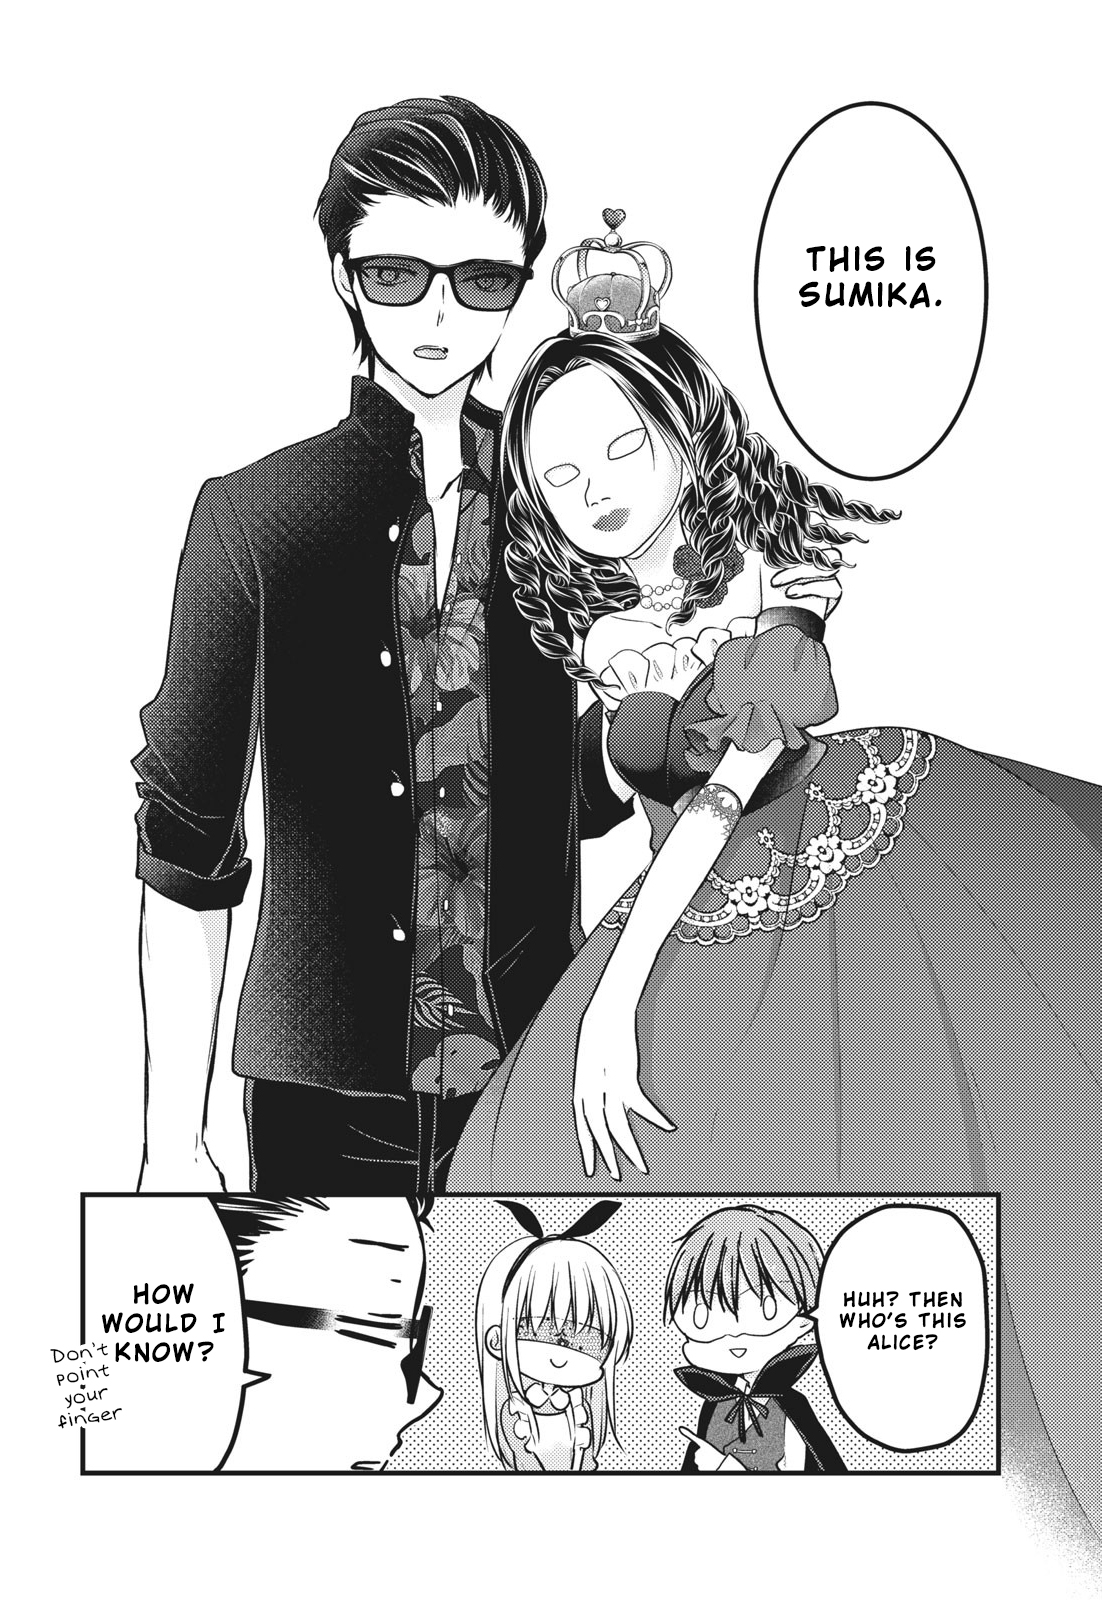 THIS IS
SUMIKA.
HUH? THEN
WHO'S THIS
ALICE?
HOW
WOULD I
KNOW?
Don't
point
your
finger